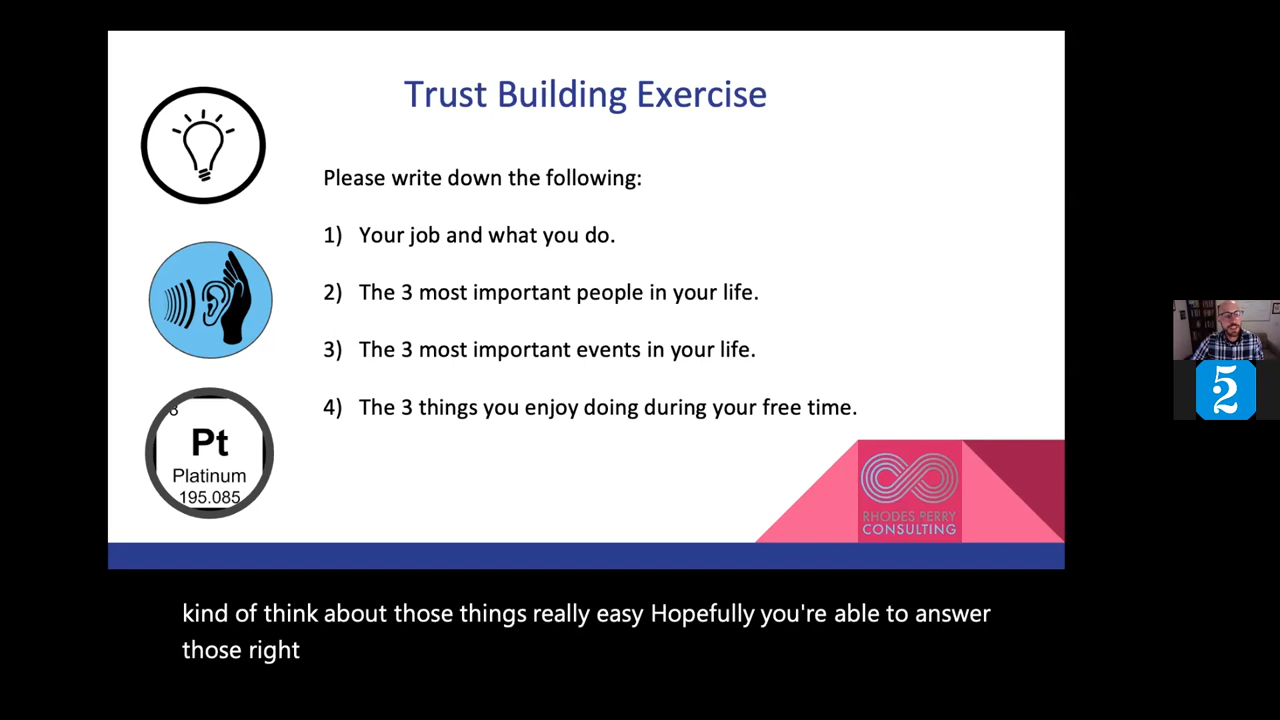 Trust Building Exercise
Please write down the following:
1) Your job and what you do.
2) The 3 most important people in your life.
3) The 3 most important events in your life.
4) The 3 things you enjoy doing during your free time.
Pt
Platinum
195.085
RHODES PERRY
CONSULTING
5
kind of think about those things really easy Hopefully you're able to answer
those right